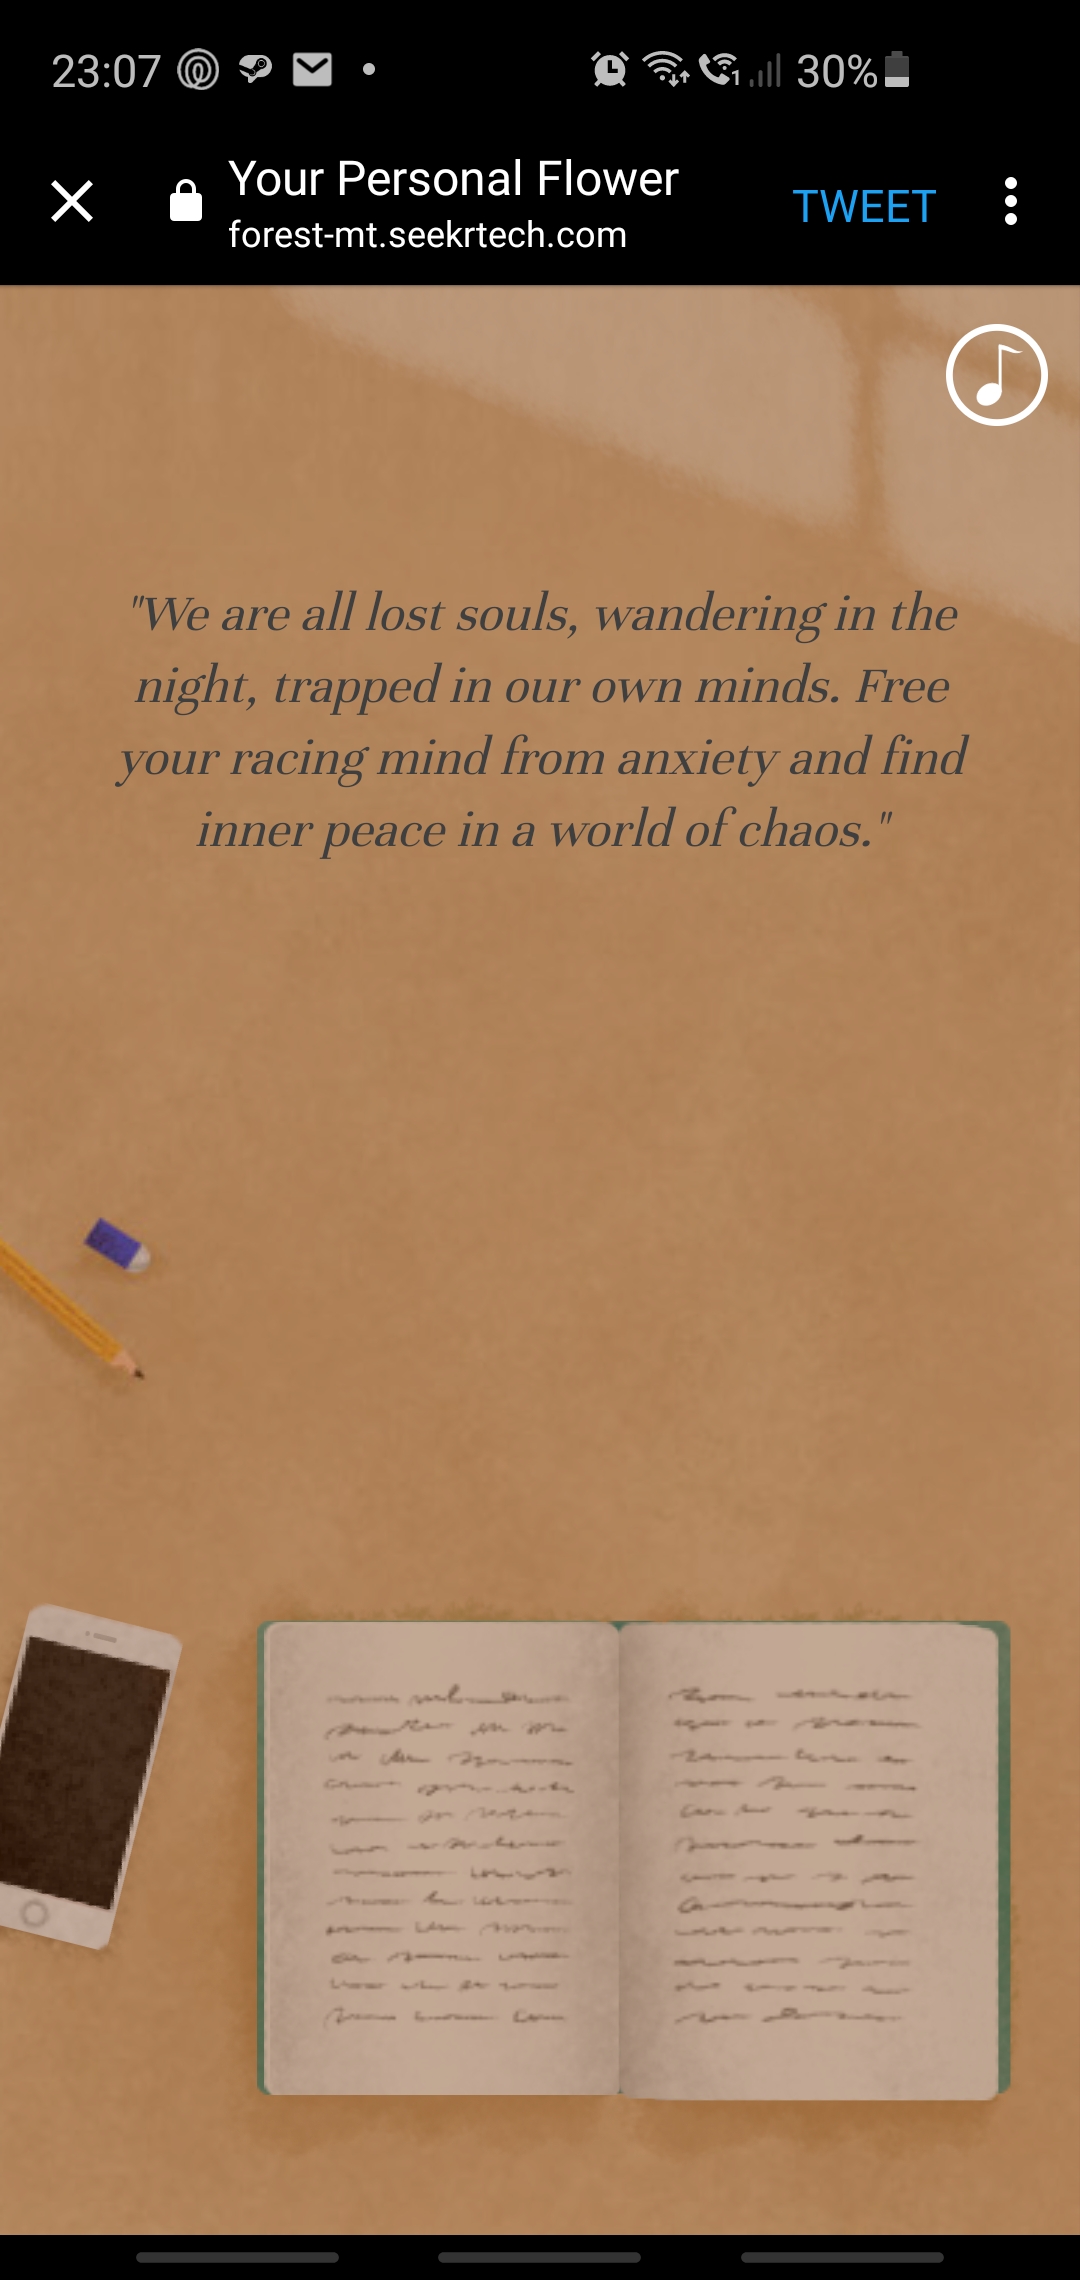 23:07
1 30%
Your Personal Flower
forest-mt.seekrtech.com
TWEET
"We are all lost souls, wandering in the
night, trapped in our own minds. Free
your racing mind from anxiety and find
inner peace in a world of chaos."